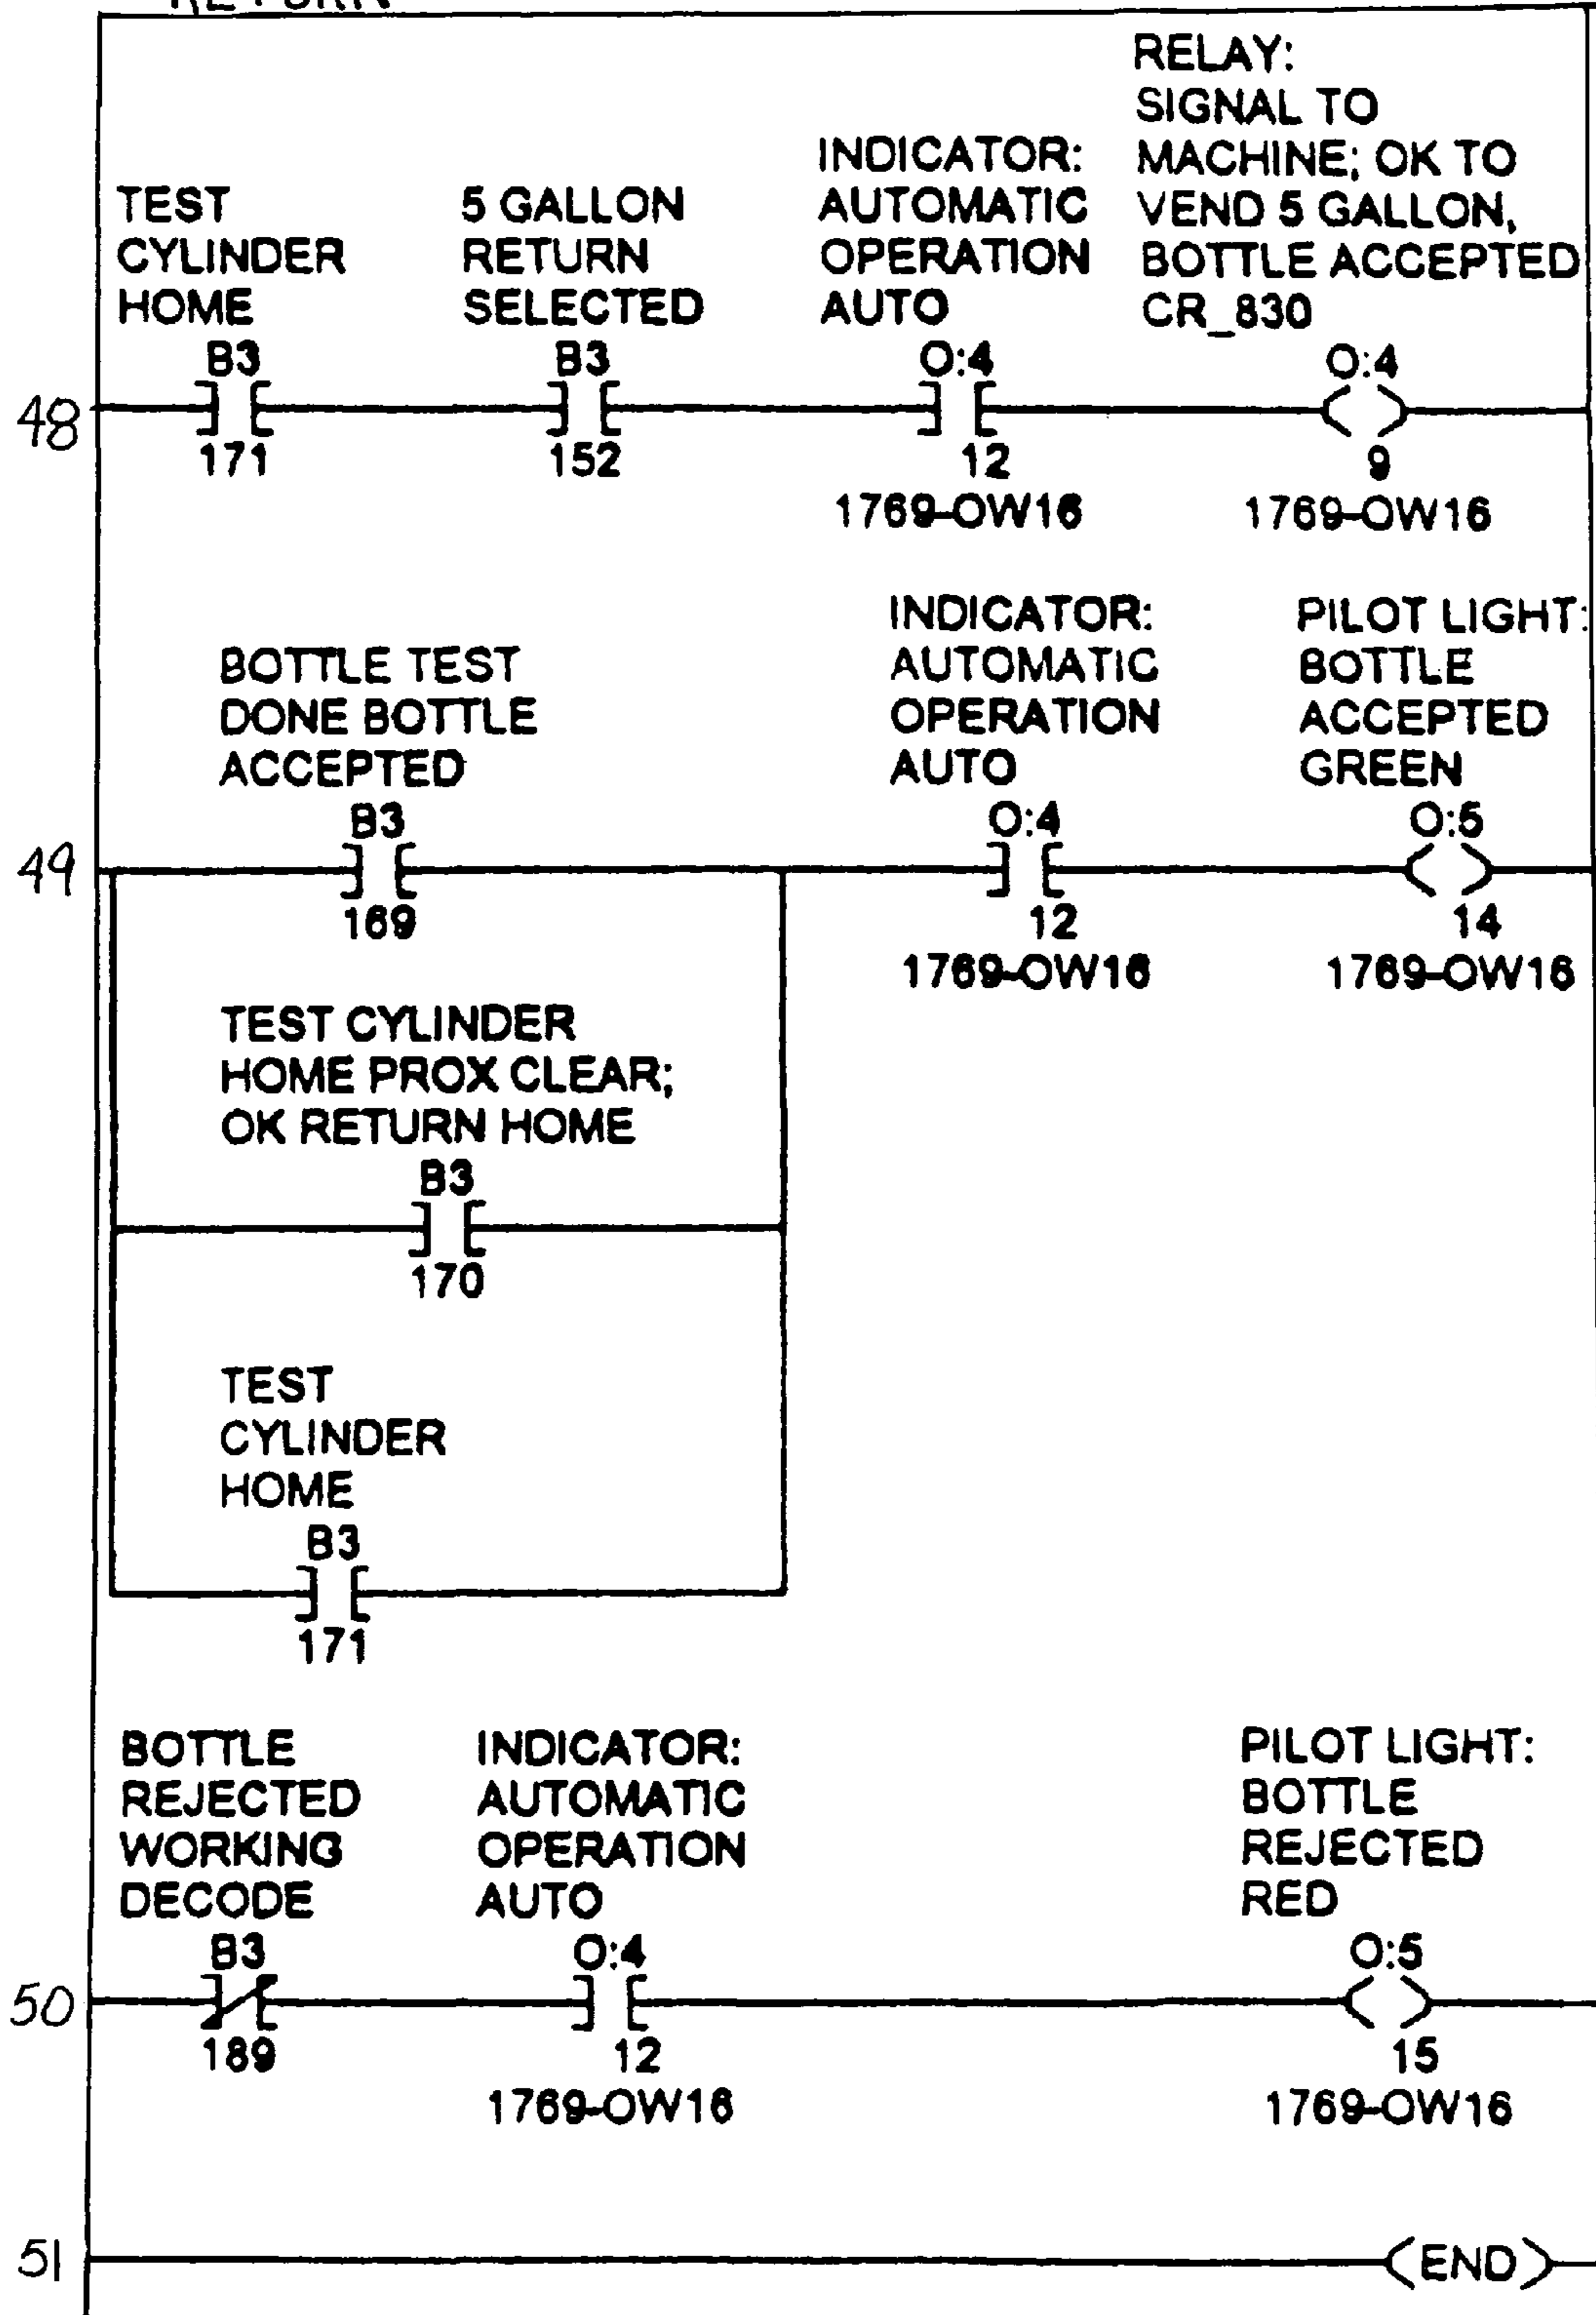 RETURN
TEST
CYLINDER
HOME
B3
171
5 GALLON
RETURN
SELECTED
B3
152
INDICATOR:
AUTOMATIC
OPERATION
AUTO
O:4
12
1769-OW16
RELAY:
SIGNAL TO
MACHINE; OK TO
VEND 5 GALLON,
BOTTLE ACCEPTED
CR_830
O:4
9
1769-OW16
48
BOTTLE TEST
DONE BOTTLE
ACCEPTED
B3
169
INDICATOR:
AUTOMATIC
OPERATION
AUTO
O:4
12
1769-OW16
PILOT LIGHT:
BOTTLE
ACCEPTED
GREEN
O:5
14
1769-OW16
49
TEST CYLINDER
HOME PROX CLEAR;
OK RETURN HOME
B3
170
TEST
CYLINDER
HOME
B3
171
BOTTLE
REJECTED
WORKING
DECODE
B3
189
INDICATOR:
AUTOMATIC
OPERATION
AUTO
O:4
12
1769-OW16
PILOT LIGHT:
BOTTLE
REJECTED
RED
O:5
15
1769-OW16
50
51
END